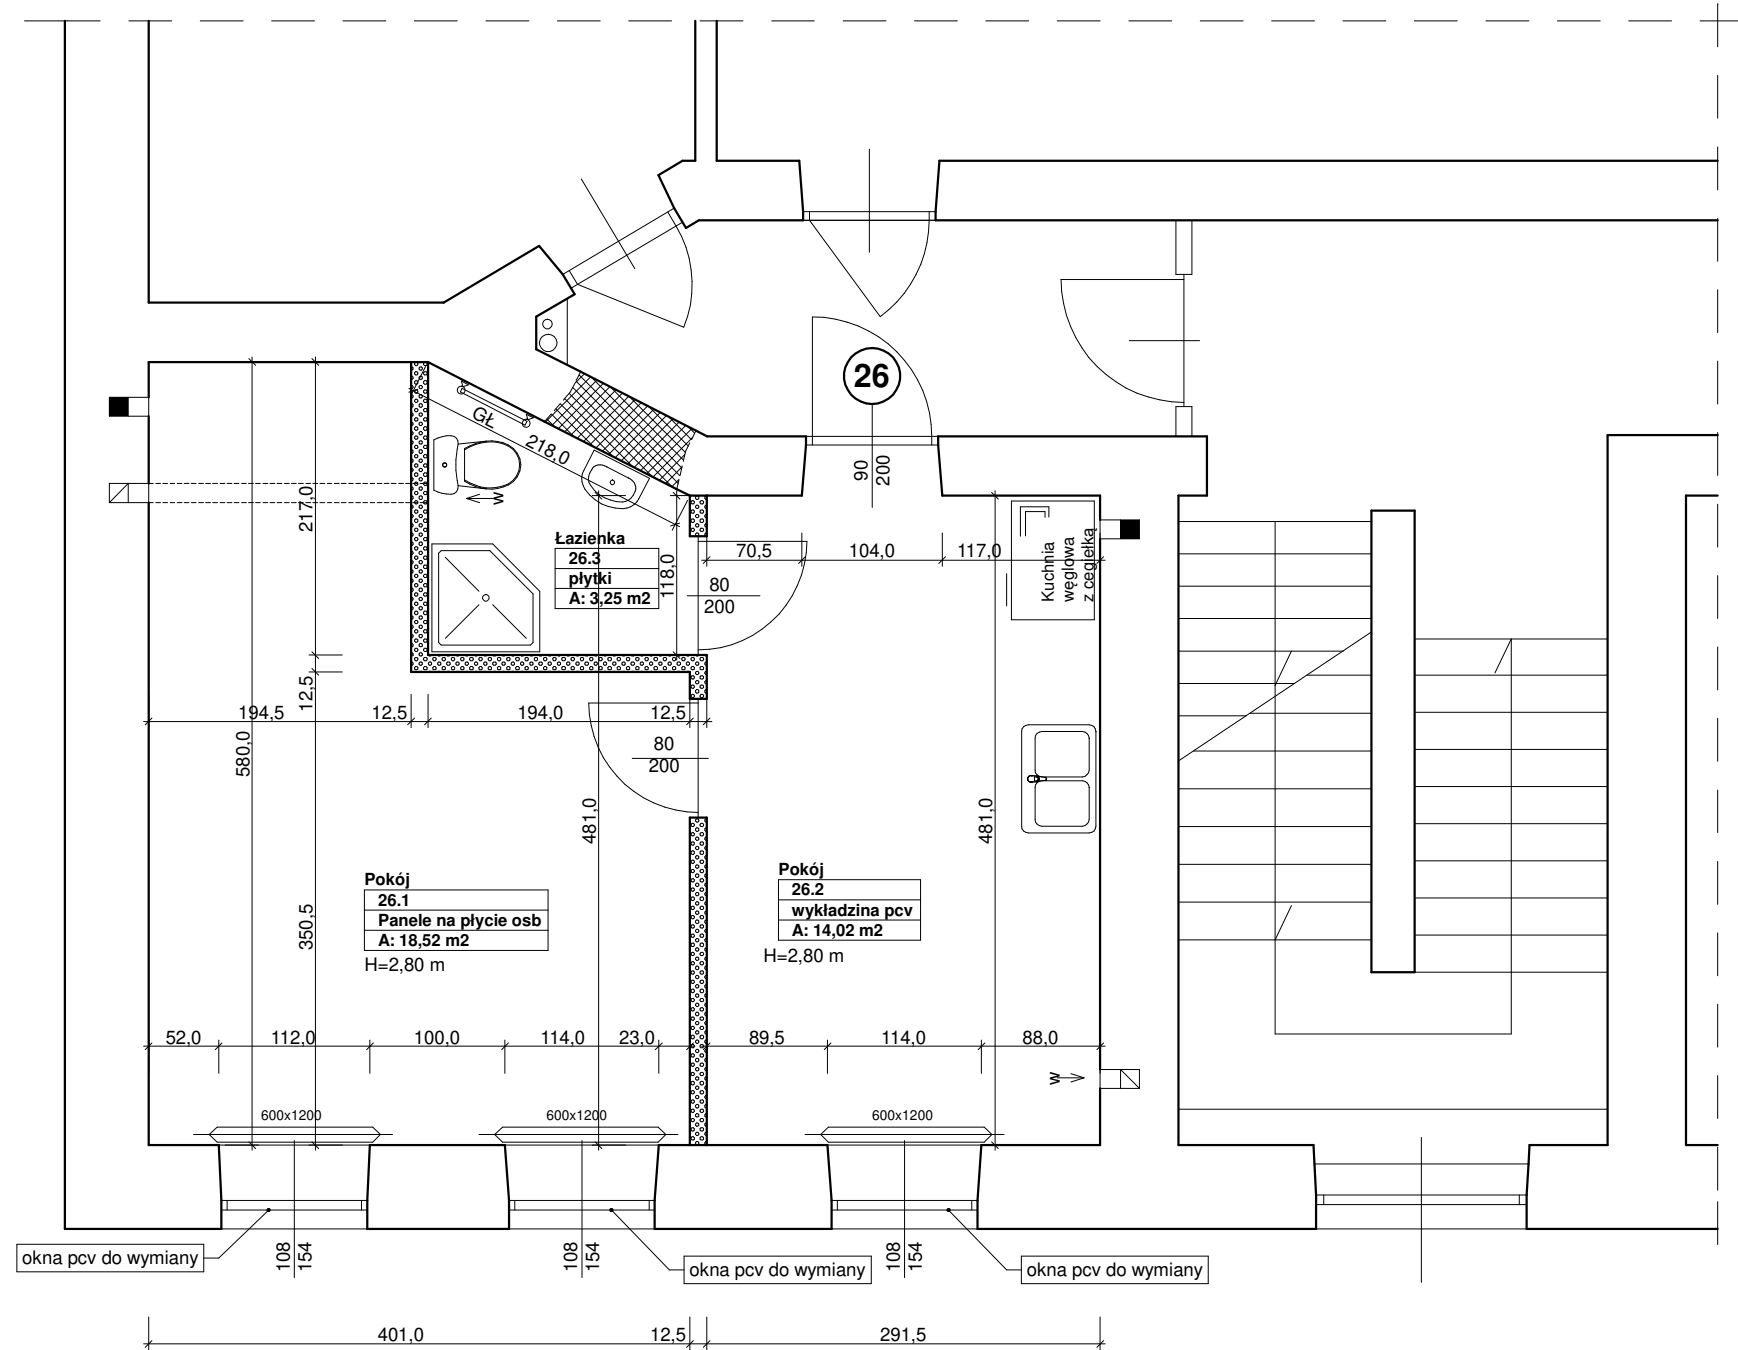 26
90
200
GŁ
218,0
W
217,0
Łazienka
26.3
płytki
A: 3,25 m2
118,0
70,5
104,0
117,0
80
200
Kuchnia
węglowa
z cegiełką
12,5
194,5
12,5
194,0
12,5
580,0
80
200
481,0
481,0
Pokój
26.1
Panele na płycie osb
A: 18,52 m2
H=2,80 m
350,5
Pokój
26.2
wykładzina pcv
A: 14,02 m2
H=2,80 m
52,0
112,0
100,0
114,0
23,0
89,5
114,0
88,0
W
600x1200
600x1200
600x1200
108
154
108
154
108
154
okna pcv do wymiany
okna pcv do wymiany
okna pcv do wymiany
401,0
12,5
291,5